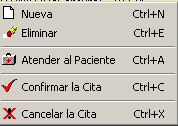 Nueva Ctrl+N
Eliminar Ctrl+E
Atender al Paciente Ctrl+A
Confirmar la Cita Ctrl+C
Cancelar la Cita Ctrl+X